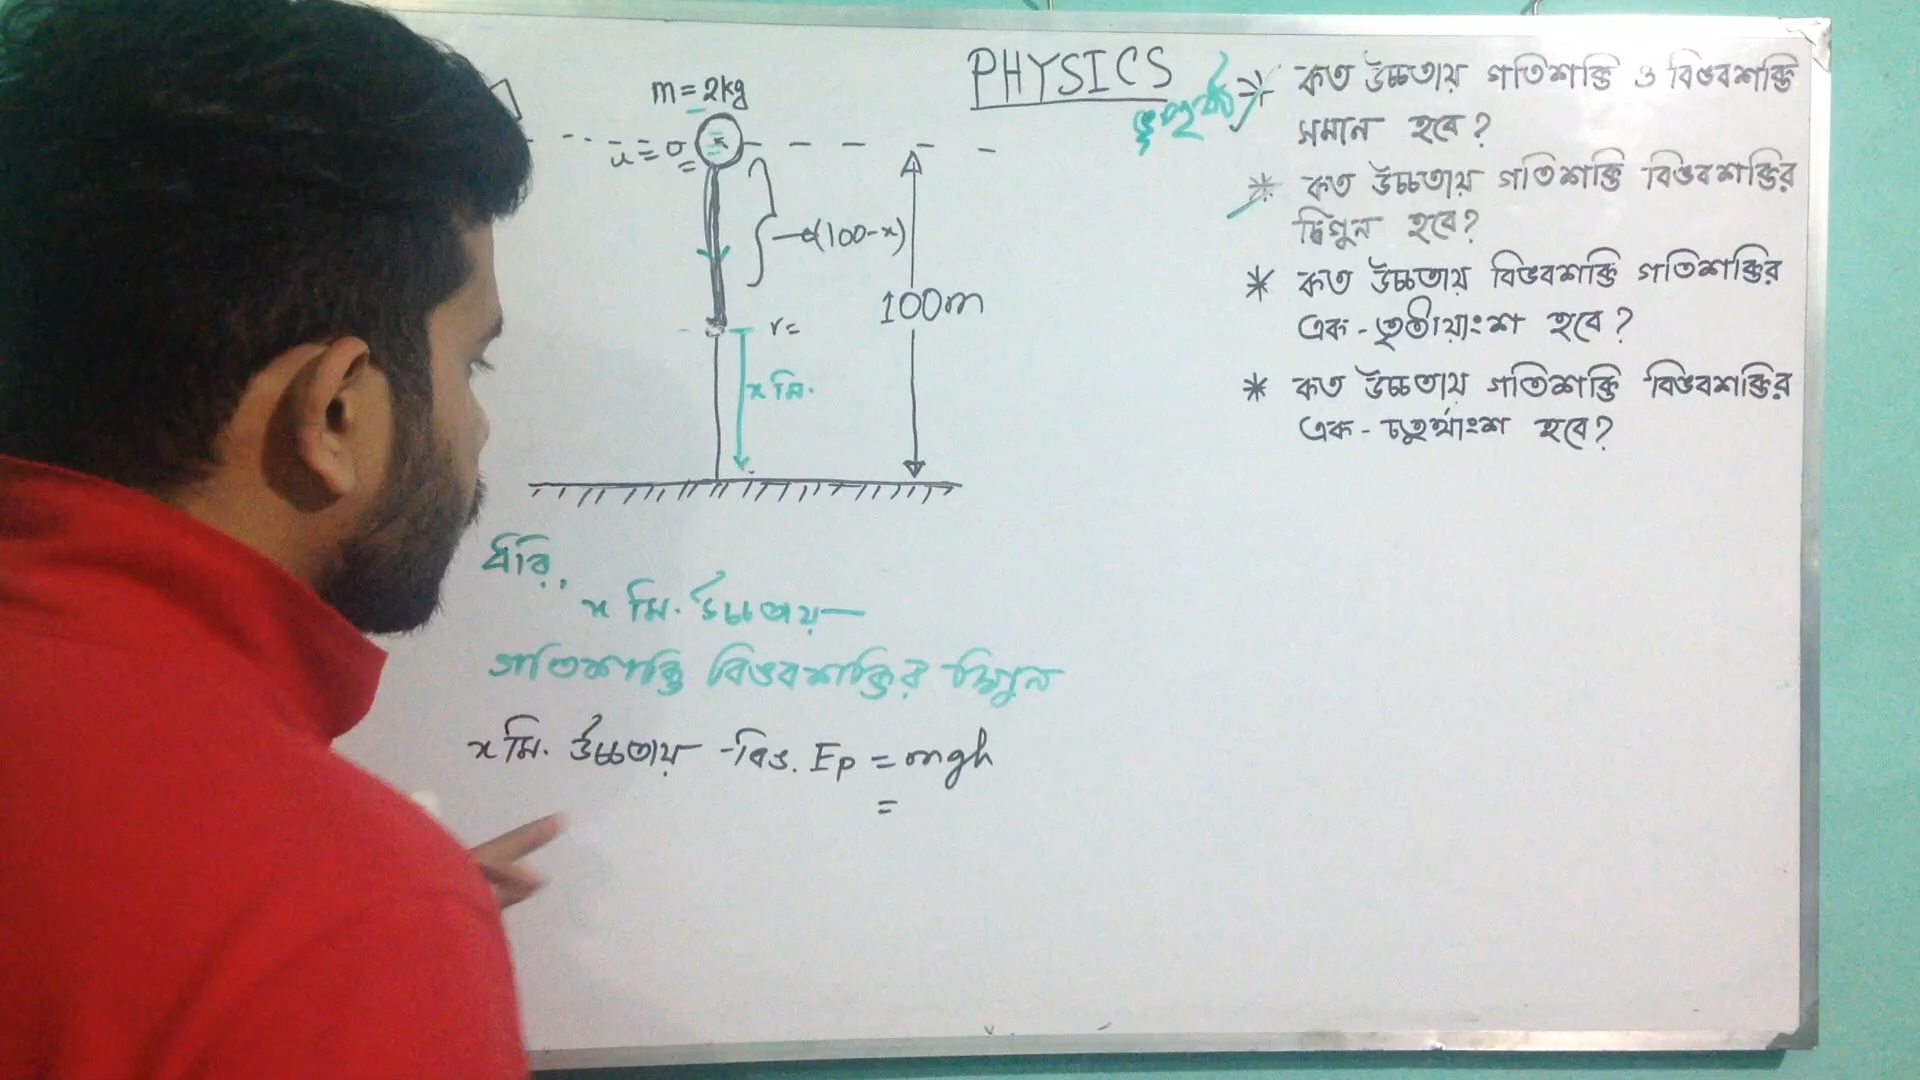 PHYSICS
m=2kg
u=0
(100-x)
100m
v=
x মি.
* কত উচ্চতায় গতিশক্তি ও বিভবশক্তি
সমান হবে?
* কত উচ্চতায় গতিশক্তি বিভবশক্তির
দ্বিগুন হবে?
* কত উচ্চতায় বিভবশক্তি গতিশক্তির
এক-তৃতীয়াংশ হবে?
* কত উচ্চতায় গতিশক্তি বিভবশক্তির
এক-চতুর্থাংশ হবে?
ধরি,
x মি. উচ্চতায়—
গতিশক্তি বিভবশক্তির দ্বিগুন
x মি. উচ্চতায় -বিভ. Ep = mgh
=